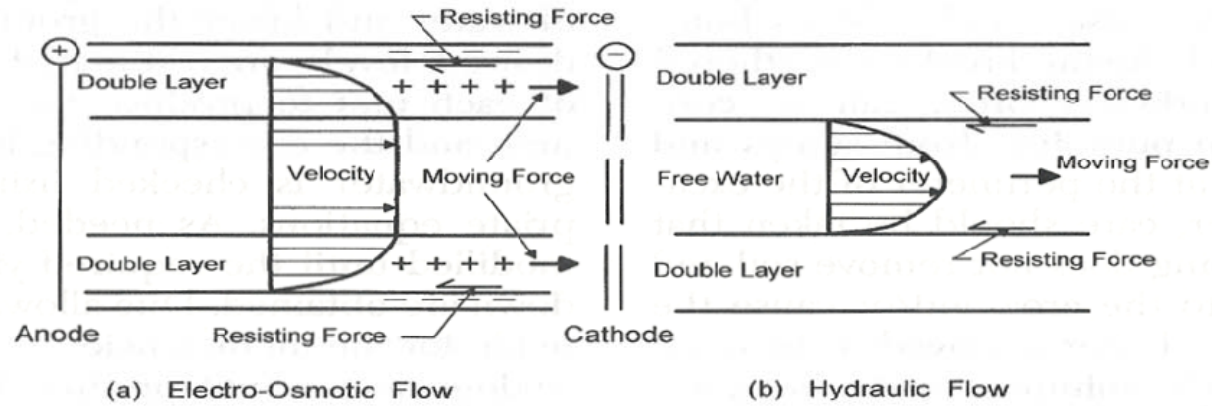 Resisting Force
+
−
Double Layer
Double Layer
− − − −
+ + + +
Resisting Force
Velocity
Moving Force
Free Water
Velocity
Moving Force
Double Layer
+ + + +
Double Layer
Resisting Force
Anode
Resisting Force
Cathode
(a) Electro-Osmotic Flow
(b) Hydraulic Flow